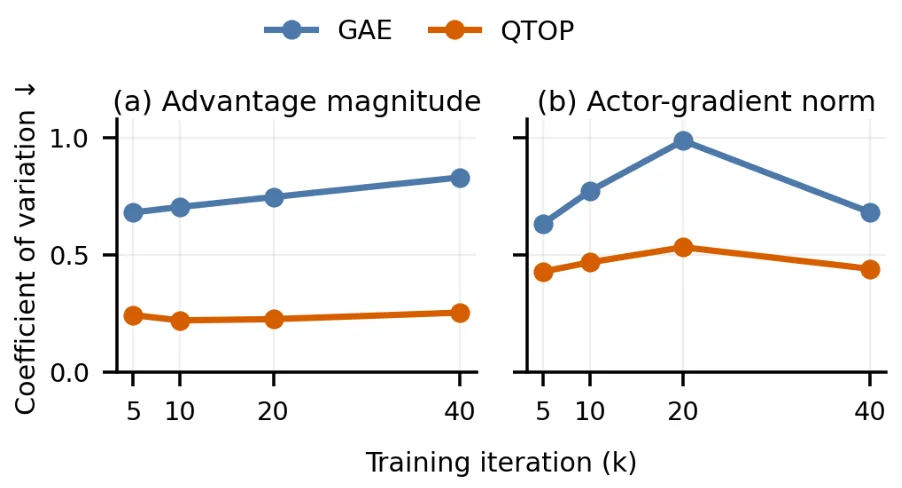 GAE QTOP
(a) Advantage magnitude
(b) Actor-gradient norm
Coefficient of variation ↓
1.0
0.5
0.0
5 10 20 40
5 10 20 40
Training iteration (k)